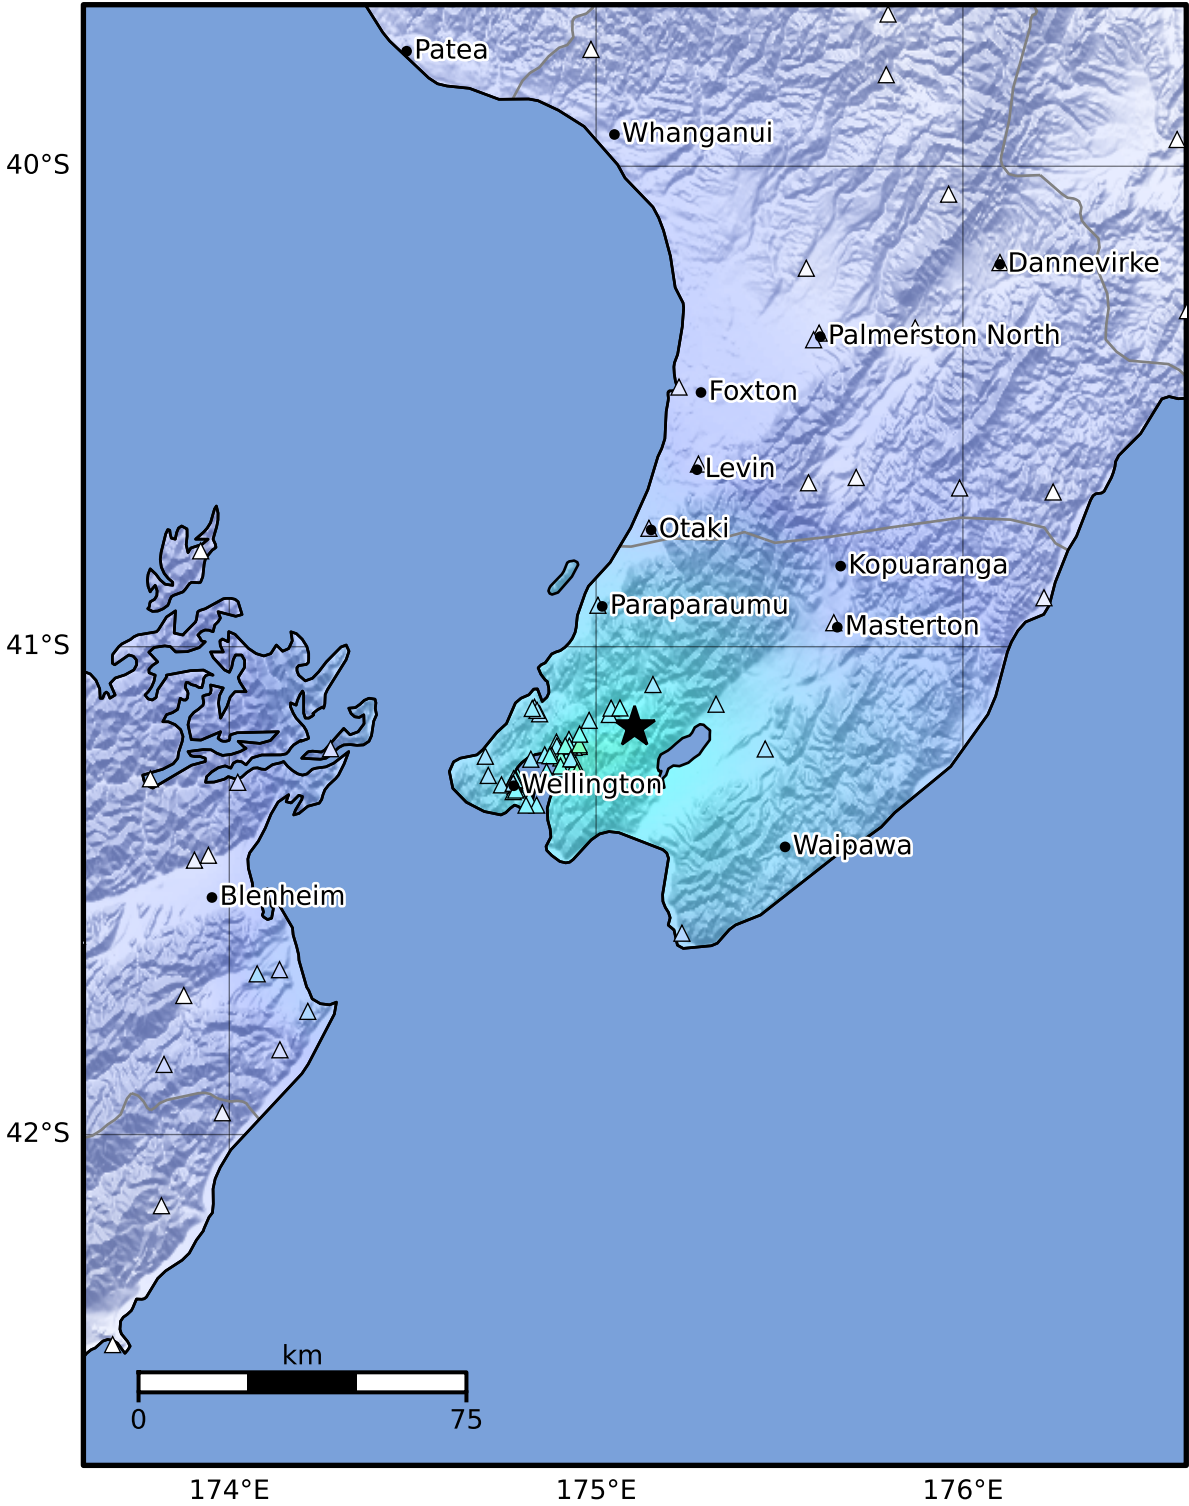 Patea
Whanganui
40°S
Dannevirke
Palmerston North
Foxton
Levin
Otaki
Kopuaranga
Paraparaumu
Masterton
41°S
Wellington
Waipawa
Blenheim
42°S
km
0
75
174°E
175°E
176°E